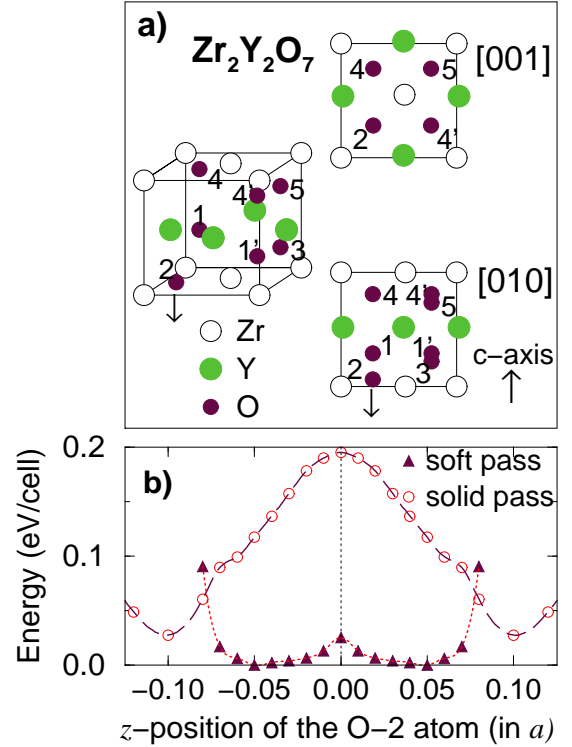 a)
Zr2Y2O7
[001]
4
5
2
4'
4
5
4'
1
1'
3
2
[010]
4
4'
5
1
1'
2
3
c−axis
Zr
Y
O
b)
soft pass
solid pass
Energy (eV/cell)
0.2
0.1
0.0
−0.10
−0.05
0.00
0.05
0.10
z−position of the O−2 atom (in a)